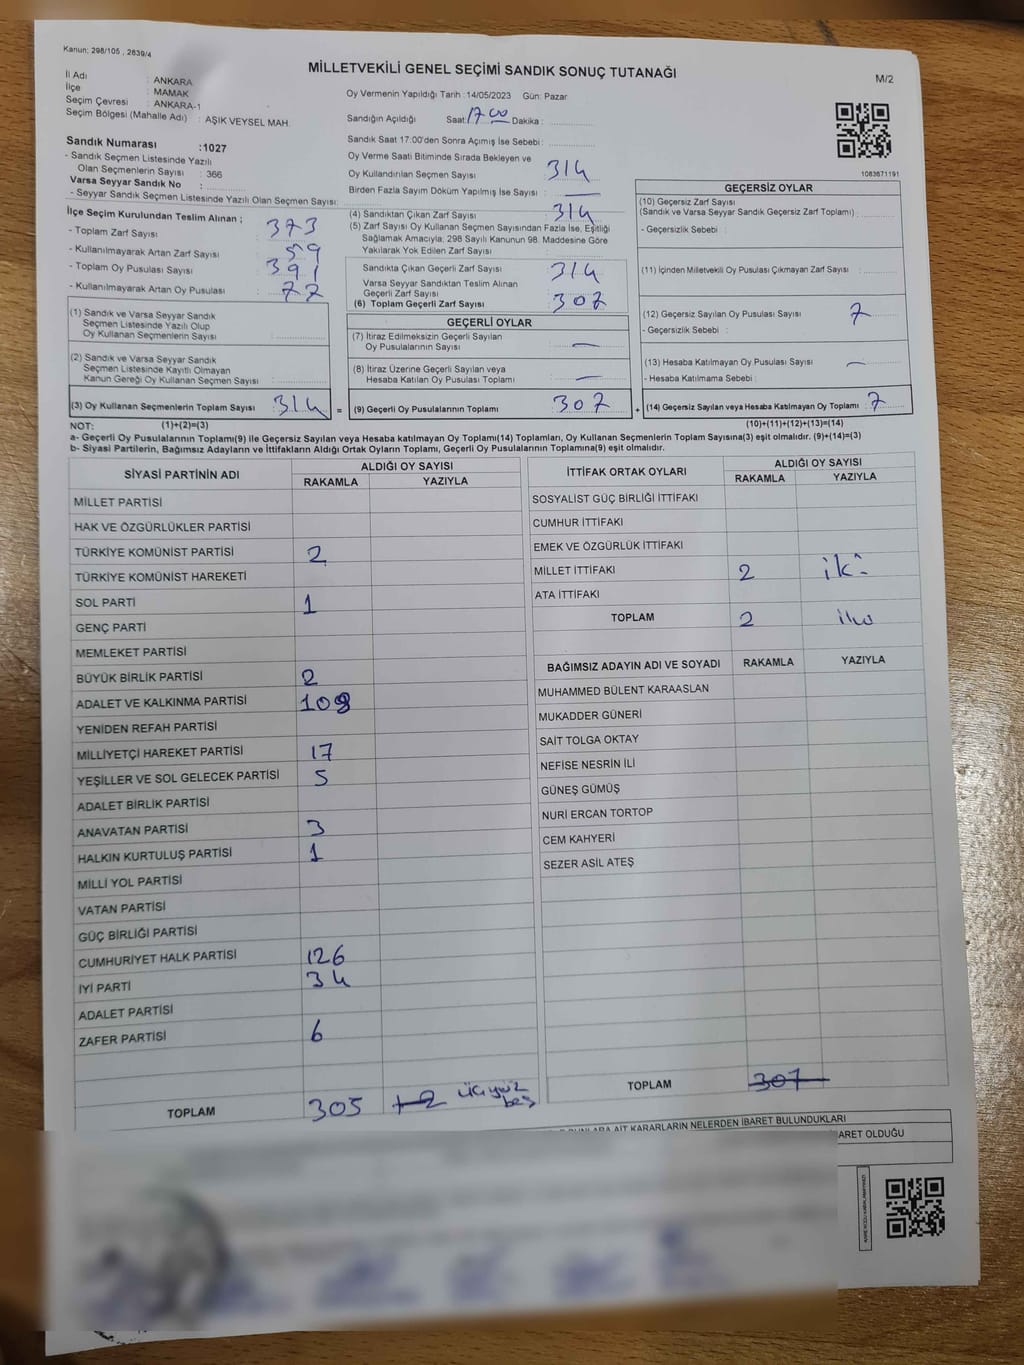 Kanun: 298/105 , 2839/4
MİLLETVEKİLİ GENEL SEÇİMİ SANDIK SONUÇ TUTANAĞI
M/2
İl Adı : ANKARA
İlçe : MAMAK
Seçim Çevresi : ANKARA-1
Seçim Bölgesi (Mahalle Adı) : AŞIK VEYSEL MAH.
Oy Vermenin Yapıldığı Tarih :14/05/2023 Gün: Pazar
Sandığın Açıldığı Saat: 17 00 Dakika :
Sandık Saat 17:00'den Sonra Açımış İse Sebebi :
Sandık Numarası :1027
- Sandık Seçmen Listesinde Yazılı
Olan Seçmenlerin Sayısı : 366
Varsa Seyyar Sandık No :
- Seyyar Sandık Seçmen Listesinde Yazılı Olan Seçmen Sayısı:
Oy Verme Saati Bitiminde Sırada Bekleyen ve
Oy Kullandırılan Seçmen Sayısı 314
Birden Fazla Sayım Döküm Yapılmış İse Sayısı : —
1083671191
İlçe Seçim Kurulundan Teslim Alınan ;
- Toplam Zarf Sayısı : 373
- Kullanılmayarak Artan Zarf Sayısı : 59
- Toplam Oy Pusulası Sayısı : 391
- Kullanılmayarak Artan Oy Pusulası : 77
(4) Sandıktan Çıkan Zarf Sayısı : 314
(5) Zarf Sayısı Oy Kullanan Seçmen Sayısından Fazla İse, Eşitliği
Sağlamak Amacıyla; 298 Sayılı Kanunun 98. Maddesine Göre
Yakılarak Yok Edilen Zarf Sayısı :
Sandıkta Çıkan Geçerli Zarf Sayısı : 314
Varsa Seyyar Sandıktan Teslim Alınan
Geçerli Zarf Sayısı :
(6) Toplam Geçerli Zarf Sayısı : 307
GEÇERSİZ OYLAR
(10) Geçersiz Zarf Sayısı
(Sandık ve Varsa Seyyar Sandık Geçersiz Zarf Toplamı) :
- Geçersizlik Sebebi :
(11) İçinden Milletvekili Oy Pusulası Çıkmayan Zarf Sayısı :
(12) Geçersiz Sayılan Oy Pusulası Sayısı : 7
- Geçersizlik Sebebi :
(13) Hesaba Katılmayan Oy Pusulası Sayısı : —
- Hesaba Katılmama Sebebi :
(1) Sandık ve Varsa Seyyar Sandık
Seçmen Listesinde Yazılı Olup
Oy Kullanan Seçmenlerin Sayısı :
(2) Sandık ve Varsa Seyyar Sandık
Seçmen Listesinde Kayıtlı Olmayan
Kanun Gereği Oy Kullanan Seçmen Sayısı :
GEÇERLİ OYLAR
(7) İtiraz Edilmeksizin Geçerli Sayılan
Oy Pusulalarının Sayısı : —
(8) İtiraz Üzerine Geçerli Sayılan veya
Hesaba Katılan Oy Pusulası Toplamı : —
(3) Oy Kullanan Seçmenlerin Toplam Sayısı : 314 = (9) Geçerli Oy Pusulalarının Toplamı : 307 + (14) Geçersiz Sayılan veya Hesaba Katılmayan Oy Toplamı : 7
NOT: (1)+(2)=(3) (10)+(11)+(12)+(13)=(14)
a- Geçerli Oy Pusulalarının Toplamı(9) ile Geçersiz Sayılan veya Hesaba katılmayan Oy Toplamı(14) Toplamları, Oy Kullanan Seçmenlerin Toplam Sayısına(3) eşit olmalıdır. (9)+(14)=(3)
b- Siyasi Partilerin, Bağımsız Adayların ve İttifakların Aldığı Ortak Oyların Toplamı, Geçerli Oy Pusulalarının Toplamına(9) eşit olmalıdır.
SİYASİ PARTİNİN ADI ALDIĞI OY SAYISI
RAKAMLA YAZIYLA
MİLLET PARTİSİ
HAK VE ÖZGÜRLÜKLER PARTİSİ
TÜRKİYE KOMÜNİST PARTİSİ 2
TÜRKİYE KOMÜNİST HAREKETİ
SOL PARTİ 1
GENÇ PARTİ
MEMLEKET PARTİSİ
BÜYÜK BİRLİK PARTİSİ 2
ADALET VE KALKINMA PARTİSİ 108
YENİDEN REFAH PARTİSİ
MİLLİYETÇİ HAREKET PARTİSİ 17
YEŞİLLER VE SOL GELECEK PARTİSİ 5
ADALET BİRLİK PARTİSİ
ANAVATAN PARTİSİ 3
HALKIN KURTULUŞ PARTİSİ 1
MİLLİ YOL PARTİSİ
VATAN PARTİSİ
GÜÇ BİRLİĞİ PARTİSİ
CUMHURİYET HALK PARTİSİ 126
İYİ PARTİ 34
ADALET PARTİSİ
ZAFER PARTİSİ 6
TOPLAM 305 +2 üçyüz beş
İTTİFAK ORTAK OYLARI ALDIĞI OY SAYISI
RAKAMLA YAZIYLA
SOSYALİST GÜÇ BİRLİĞİ İTTİFAKI
CUMHUR İTTİFAKI
EMEK VE ÖZGÜRLÜK İTTİFAKI
MİLLET İTTİFAKI 2 iki
ATA İTTİFAKI
TOPLAM 2
BAĞIMSIZ ADAYIN ADI VE SOYADI RAKAMLA YAZIYLA
MUHAMMED BÜLENT KARAASLAN
MUKADDER GÜNERİ
SAİT TOLGA OKTAY
NEFİSE NESRİN İLİ
GÜNEŞ GÜMÜŞ
NURİ ERCAN TORTOP
CEM KAHYERİ
SEZER ASİL ATEŞ
TOPLAM 307
AİT KARARLARIN NELERDEN İBARET BULUNDUKLARI
OLDUĞU